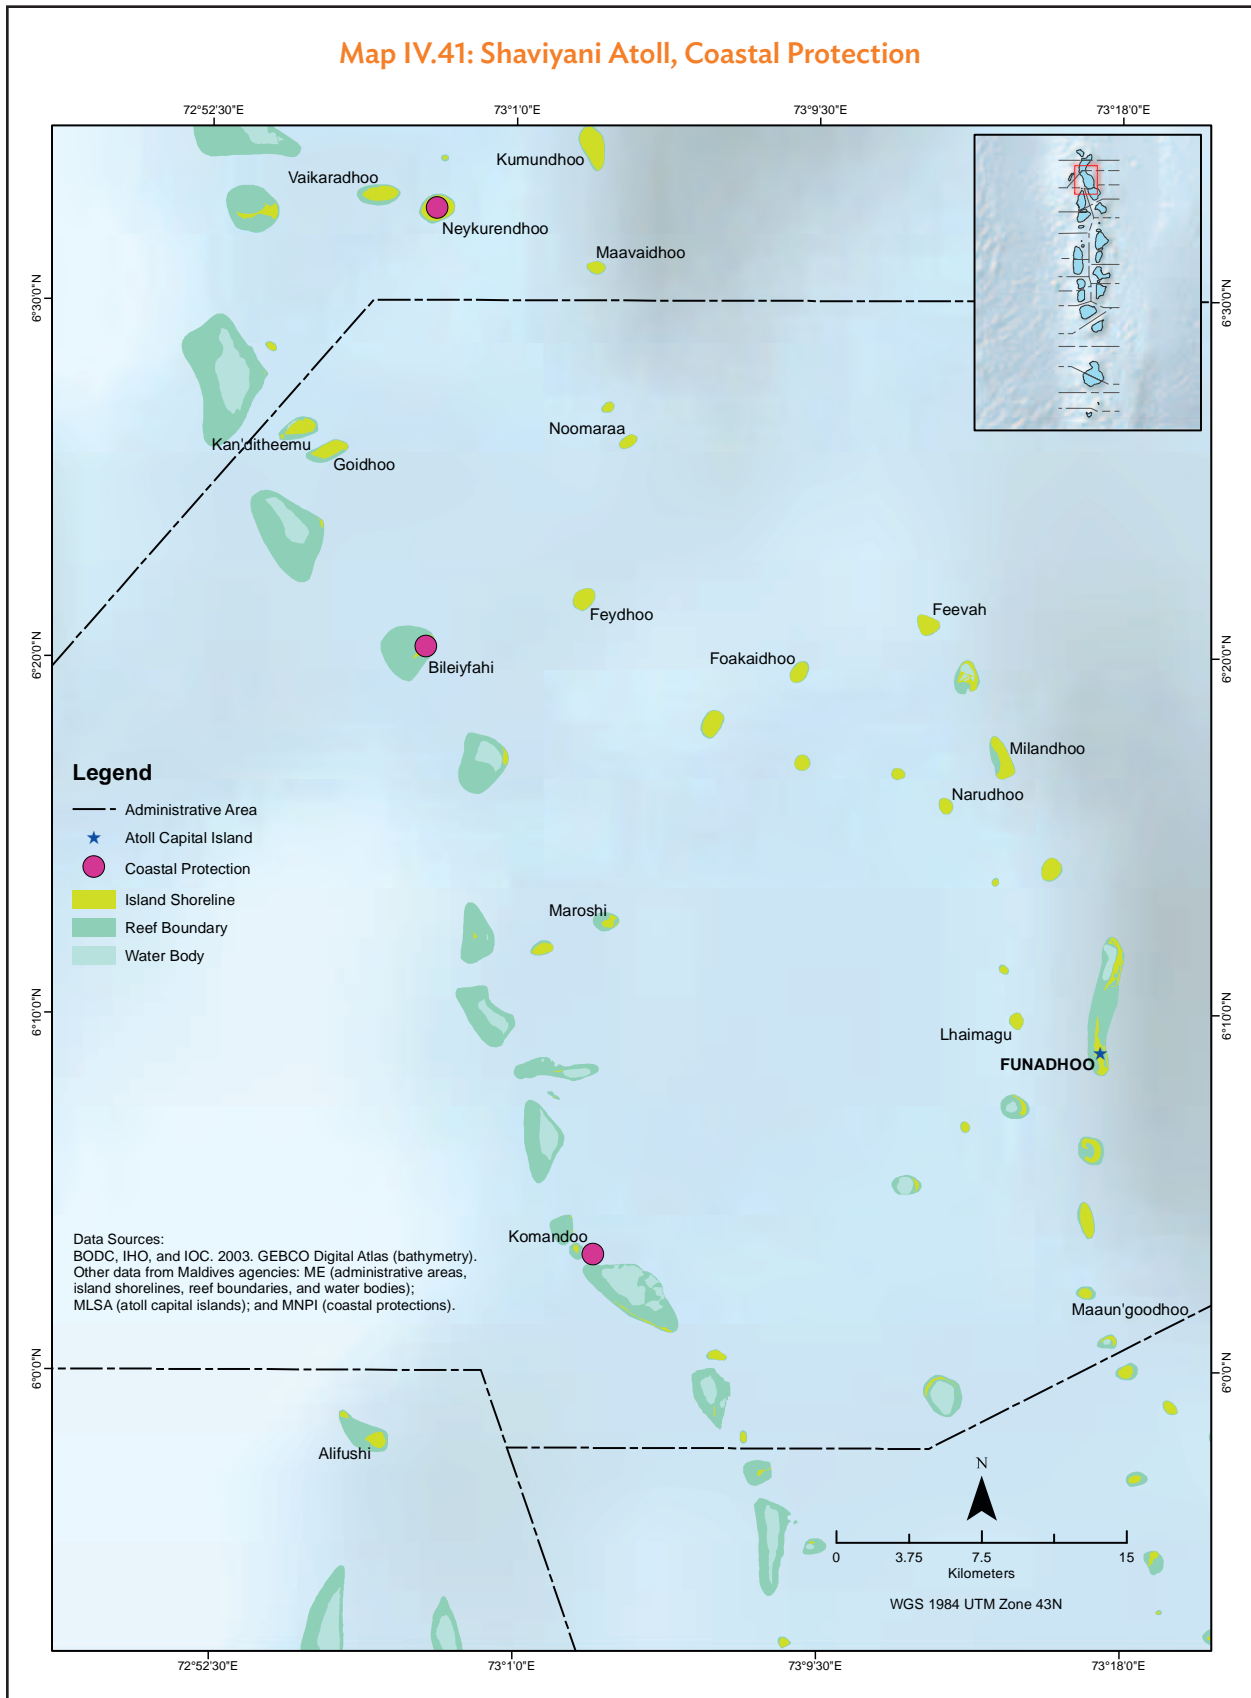 Map IV.41: Shaviyani Atoll, Coastal Protection
72°52'30"E
73°1'0"E
73°9'30"E
73°18'0"E
Kumundhoo
Vaikaradhoo
Neykurendhoo
Maavaidhoo
6°30'0"N
6°30'0"N
Noomaraa
Kan'ditheemu
Goidhoo
Feydhoo
Feevah
Foakaidhoo
6°20'0"N
6°20'0"N
Bileiyfahi
Milandhoo
Narudhoo
Legend
Administrative Area
Atoll Capital Island
Coastal Protection
Island Shoreline
Reef Boundary
Water Body
Maroshi
6°10'0"N
6°10'0"N
Lhaimagu
FUNADHOO
Komandoo
Data Sources:
BODC, IHO, and IOC. 2003. GEBCO Digital Atlas (bathymetry).
Other data from Maldives agencies: ME (administrative areas,
island shorelines, reef boundaries, and water bodies);
MLSA (atoll capital islands); and MNPI (coastal protections).
Maaun'goodhoo
6°0'0"N
6°0'0"N
Alifushi
N
0 3.75 7.5 15
Kilometers
WGS 1984 UTM Zone 43N
72°52'30"E
73°1'0"E
73°9'30"E
73°18'0"E